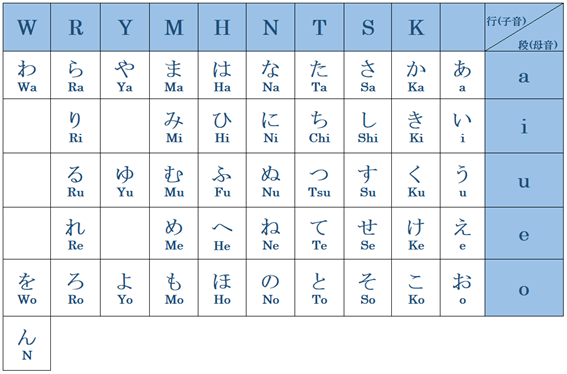 W R Y M H N T S K 行(子音) 段(母音)
わ ら や ま は な た さ か あ a
Wa Ra Ya Ma Ha Na Ta Sa Ka a
り み ひ に ち し き い i
Ri Mi Hi Ni Chi Shi Ki i
る ゆ む ふ ぬ つ す く う u
Ru Yu Mu Fu Nu Tsu Su Ku u
れ め へ ね て せ け え e
Re Me He Ne Te Se Ke e
を ろ よ も ほ の と そ こ お o
Wo Ro Yo Mo Ho No To So Ko o
ん
N